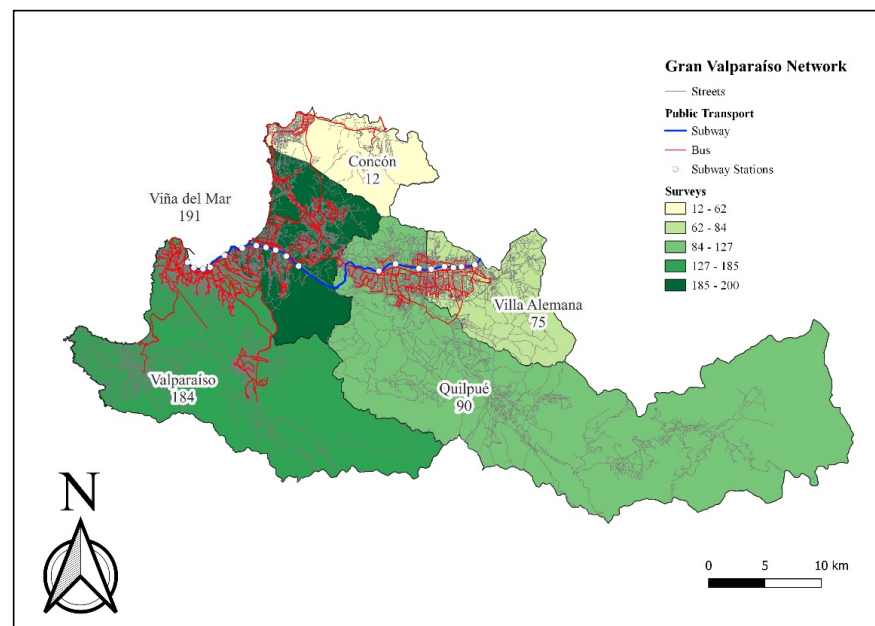 Gran Valparaíso Network
Streets
Public Transport
Subway
Bus
Subway Stations
Surveys
12 - 62
62 - 84
84 - 127
127 - 185
185 - 200
Concón
12
Viña del Mar
191
Villa Alemana
75
Valparaíso
184
Quilpué
90
N
0 5 10 km